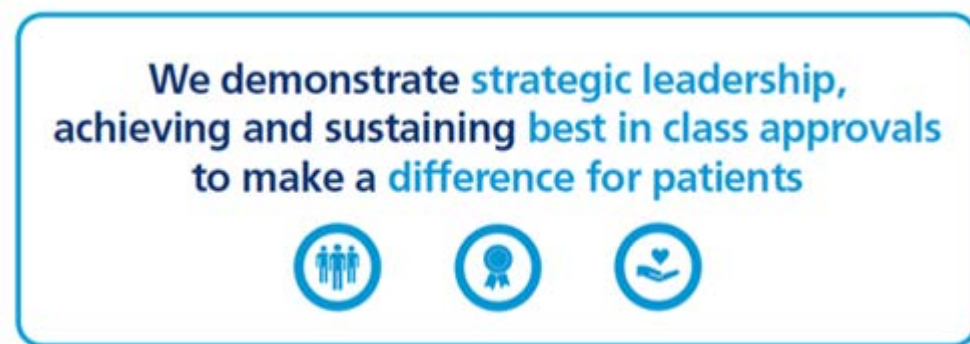 We demonstrate strategic leadership,
achieving and sustaining best in class approvals
to make a difference for patients